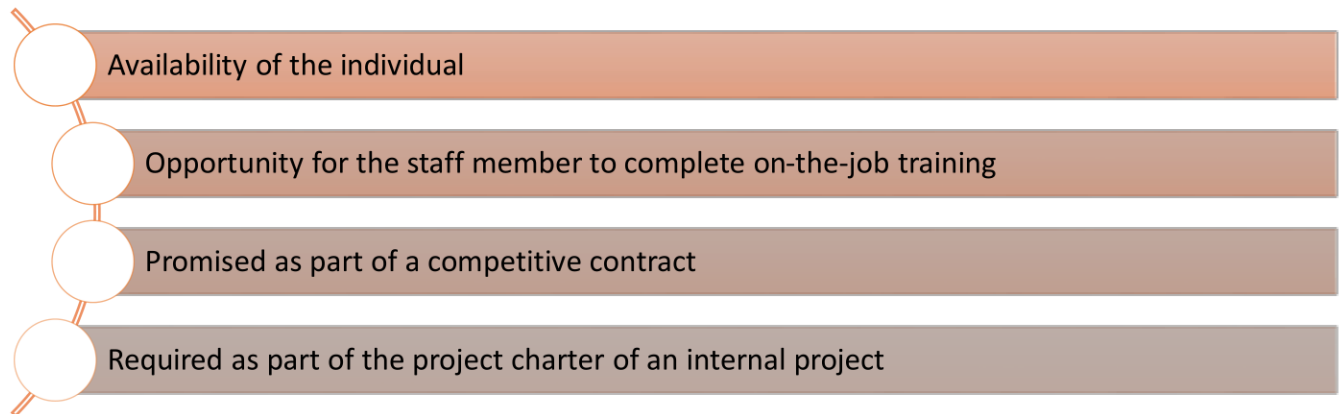 Availability of the individual
Opportunity for the staff member to complete on-the-job training
Promised as part of a competitive contract
Required as part of the project charter of an internal project